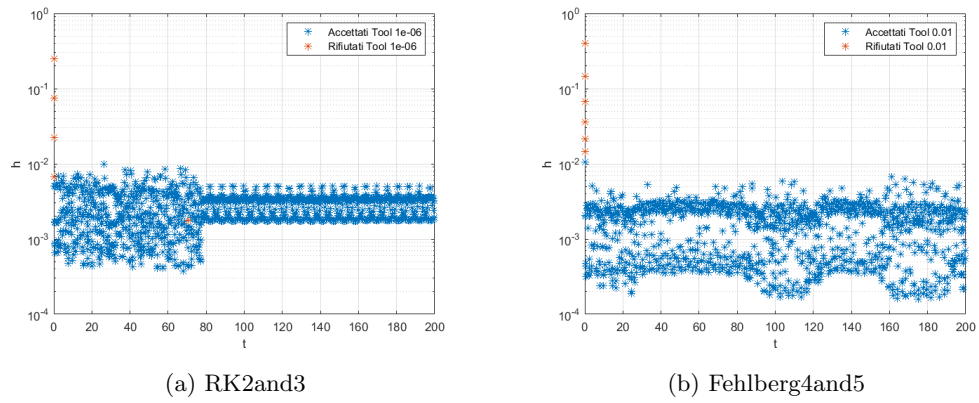 10^0
10^-1
10^-2
10^-3
10^-4
h
0 20 40 60 80 100 120 140 160 180 200
t
Accettati Tool 1e-06
Rifiutati Tool 1e-06
(a) RK2and3
10^0
10^-1
10^-2
10^-3
10^-4
h
0 20 40 60 80 100 120 140 160 180 200
t
Accettati Tool 0.01
Rifiutati Tool 0.01
(b) Fehlberg4and5